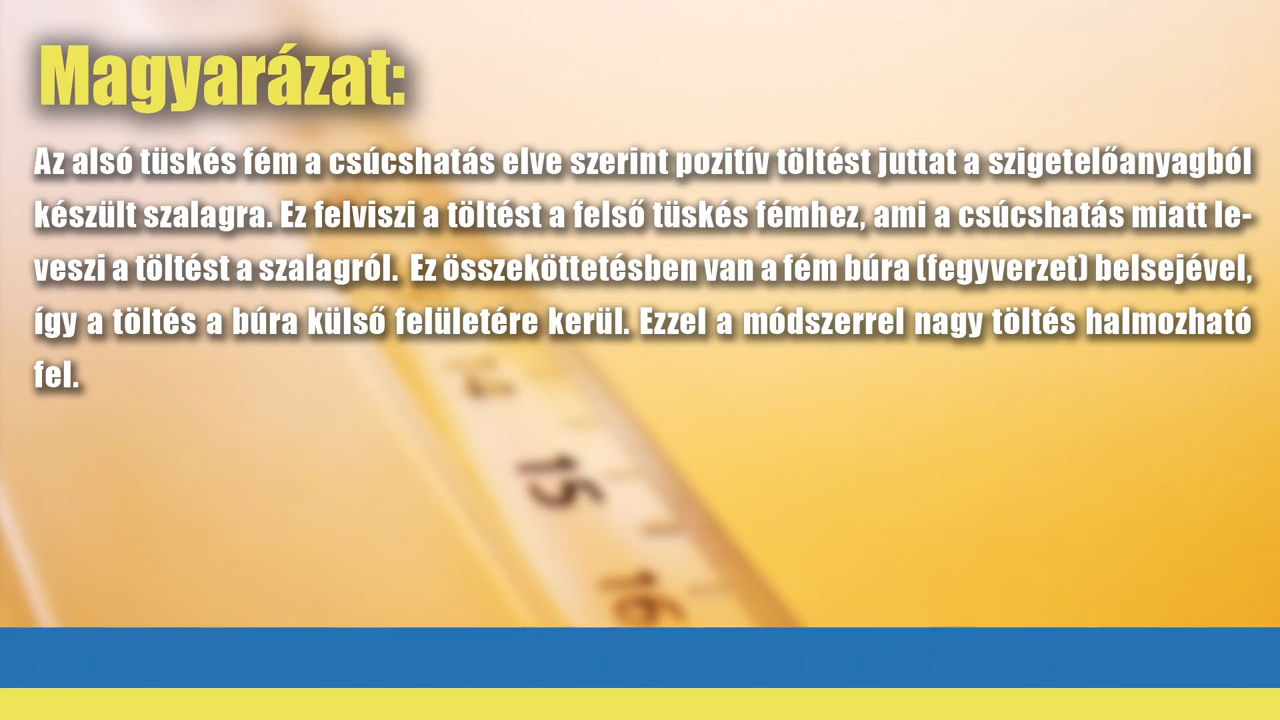 Magyarázat:
Az alsó tüskés fém a csúcshatás elve szerint pozitív töltést juttat a szigetelőanyagból
készült szalagra. Ez felviszi a töltést a felső tüskés fémhez, ami a csúcshatás miatt le-
veszi a töltést a szalagról. Ez összeköttetésben van a fém búra (fegyverzet) belsejével,
így a töltés a búra külső felületére kerül. Ezzel a módszerrel nagy töltés halmozható
fel.
15
16